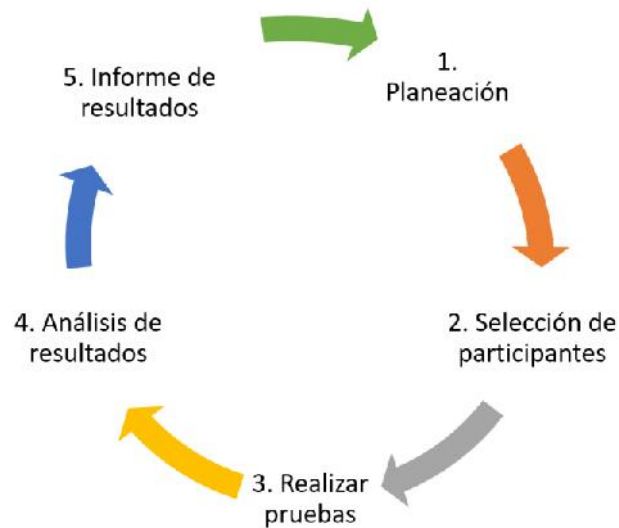 1.
Planeación
2. Selección de
participantes
3. Realizar
pruebas
4. Análisis de
resultados
5. Informe de
resultados